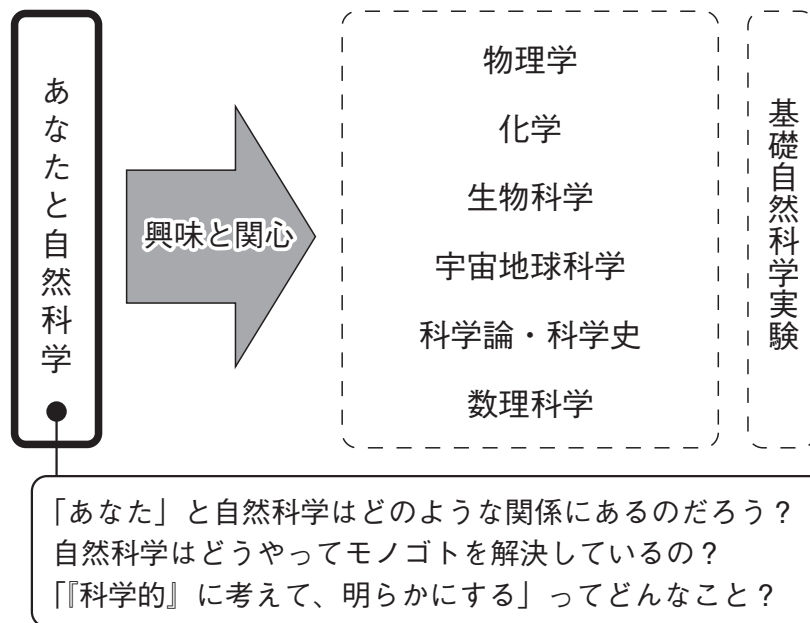 あなたと自然科学
興味と関心
物理学
化学
生物科学
宇宙地球科学
科学論・科学史
数理科学
基礎自然科学実験
「あなた」と自然科学はどのような関係にあるのだろう？
自然科学はどうやってモノゴトを解決しているの？
「『科学的』に考えて、明らかにする」ってどんなこと？